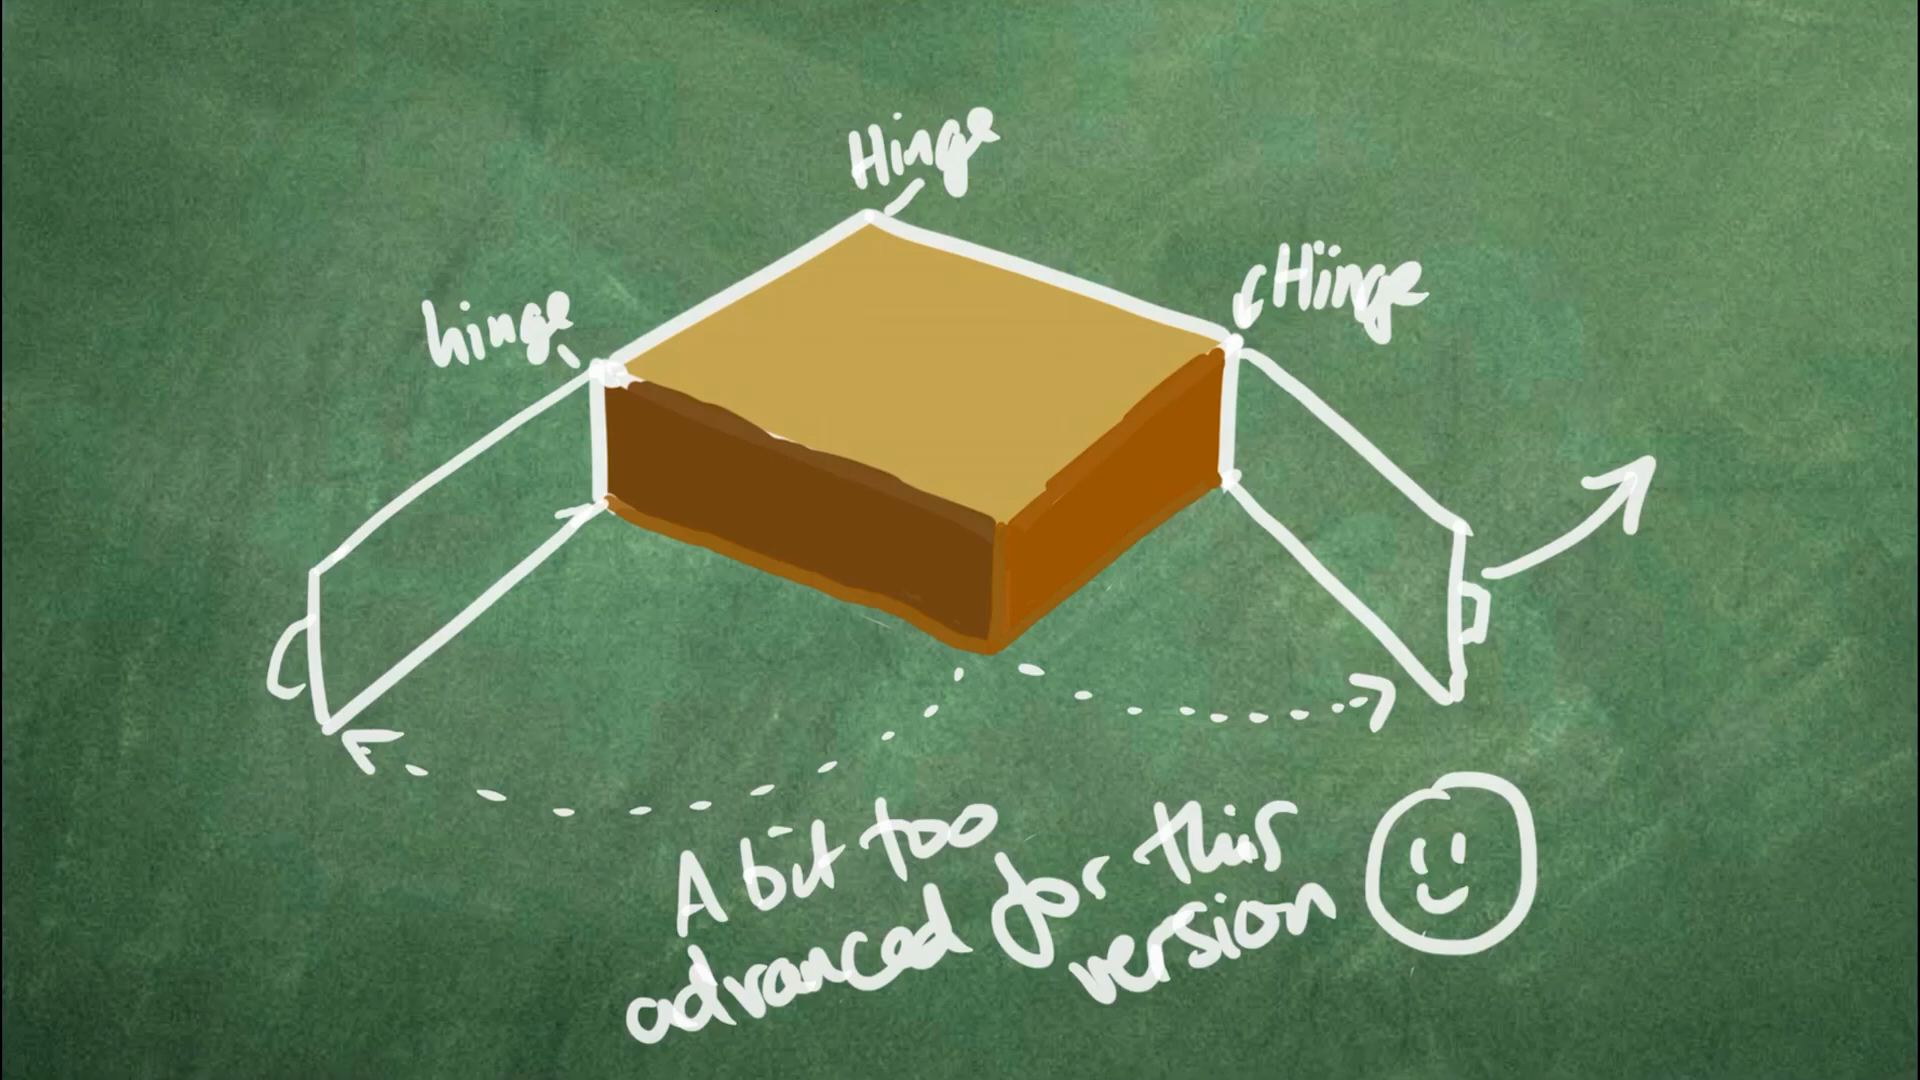 Hinge
Hinge
hinge
A bit too
advanced for this
version